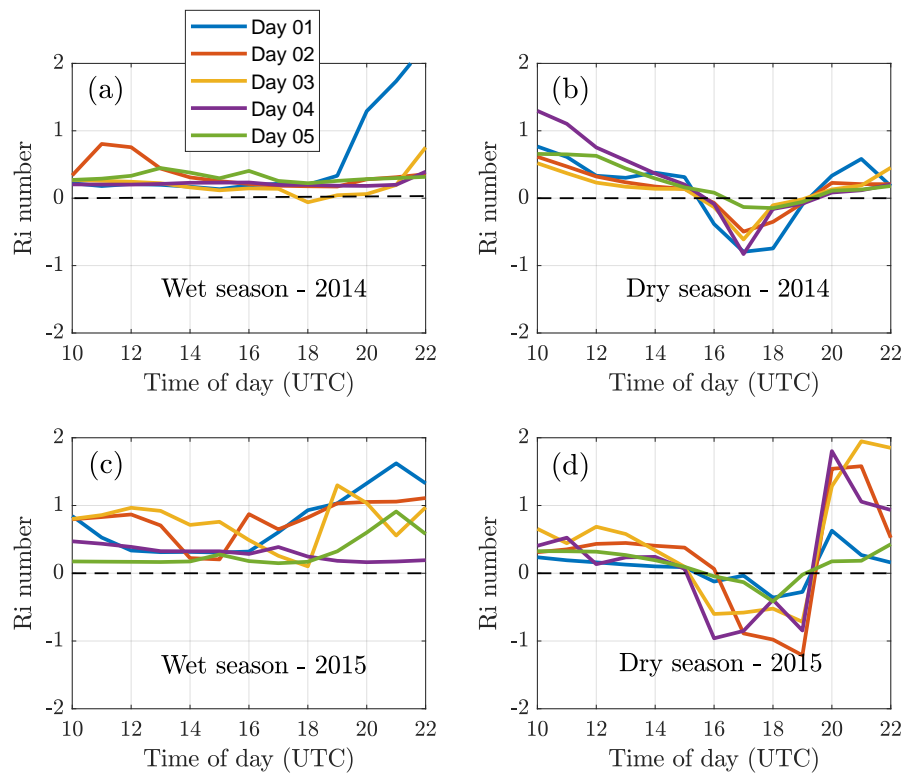 Day 01
Day 02
Day 03
Day 04
Day 05
(a)
2
1
0
-1
-2
Ri number
Wet season - 2014
10 12 14 16 18 20 22
Time of day (UTC)
(b)
2
1
0
-1
-2
Ri number
Dry season - 2014
10 12 14 16 18 20 22
Time of day (UTC)
(c)
2
1
0
-1
-2
Ri number
Wet season - 2015
10 12 14 16 18 20 22
Time of day (UTC)
(d)
2
1
0
-1
-2
Ri number
Dry season - 2015
10 12 14 16 18 20 22
Time of day (UTC)